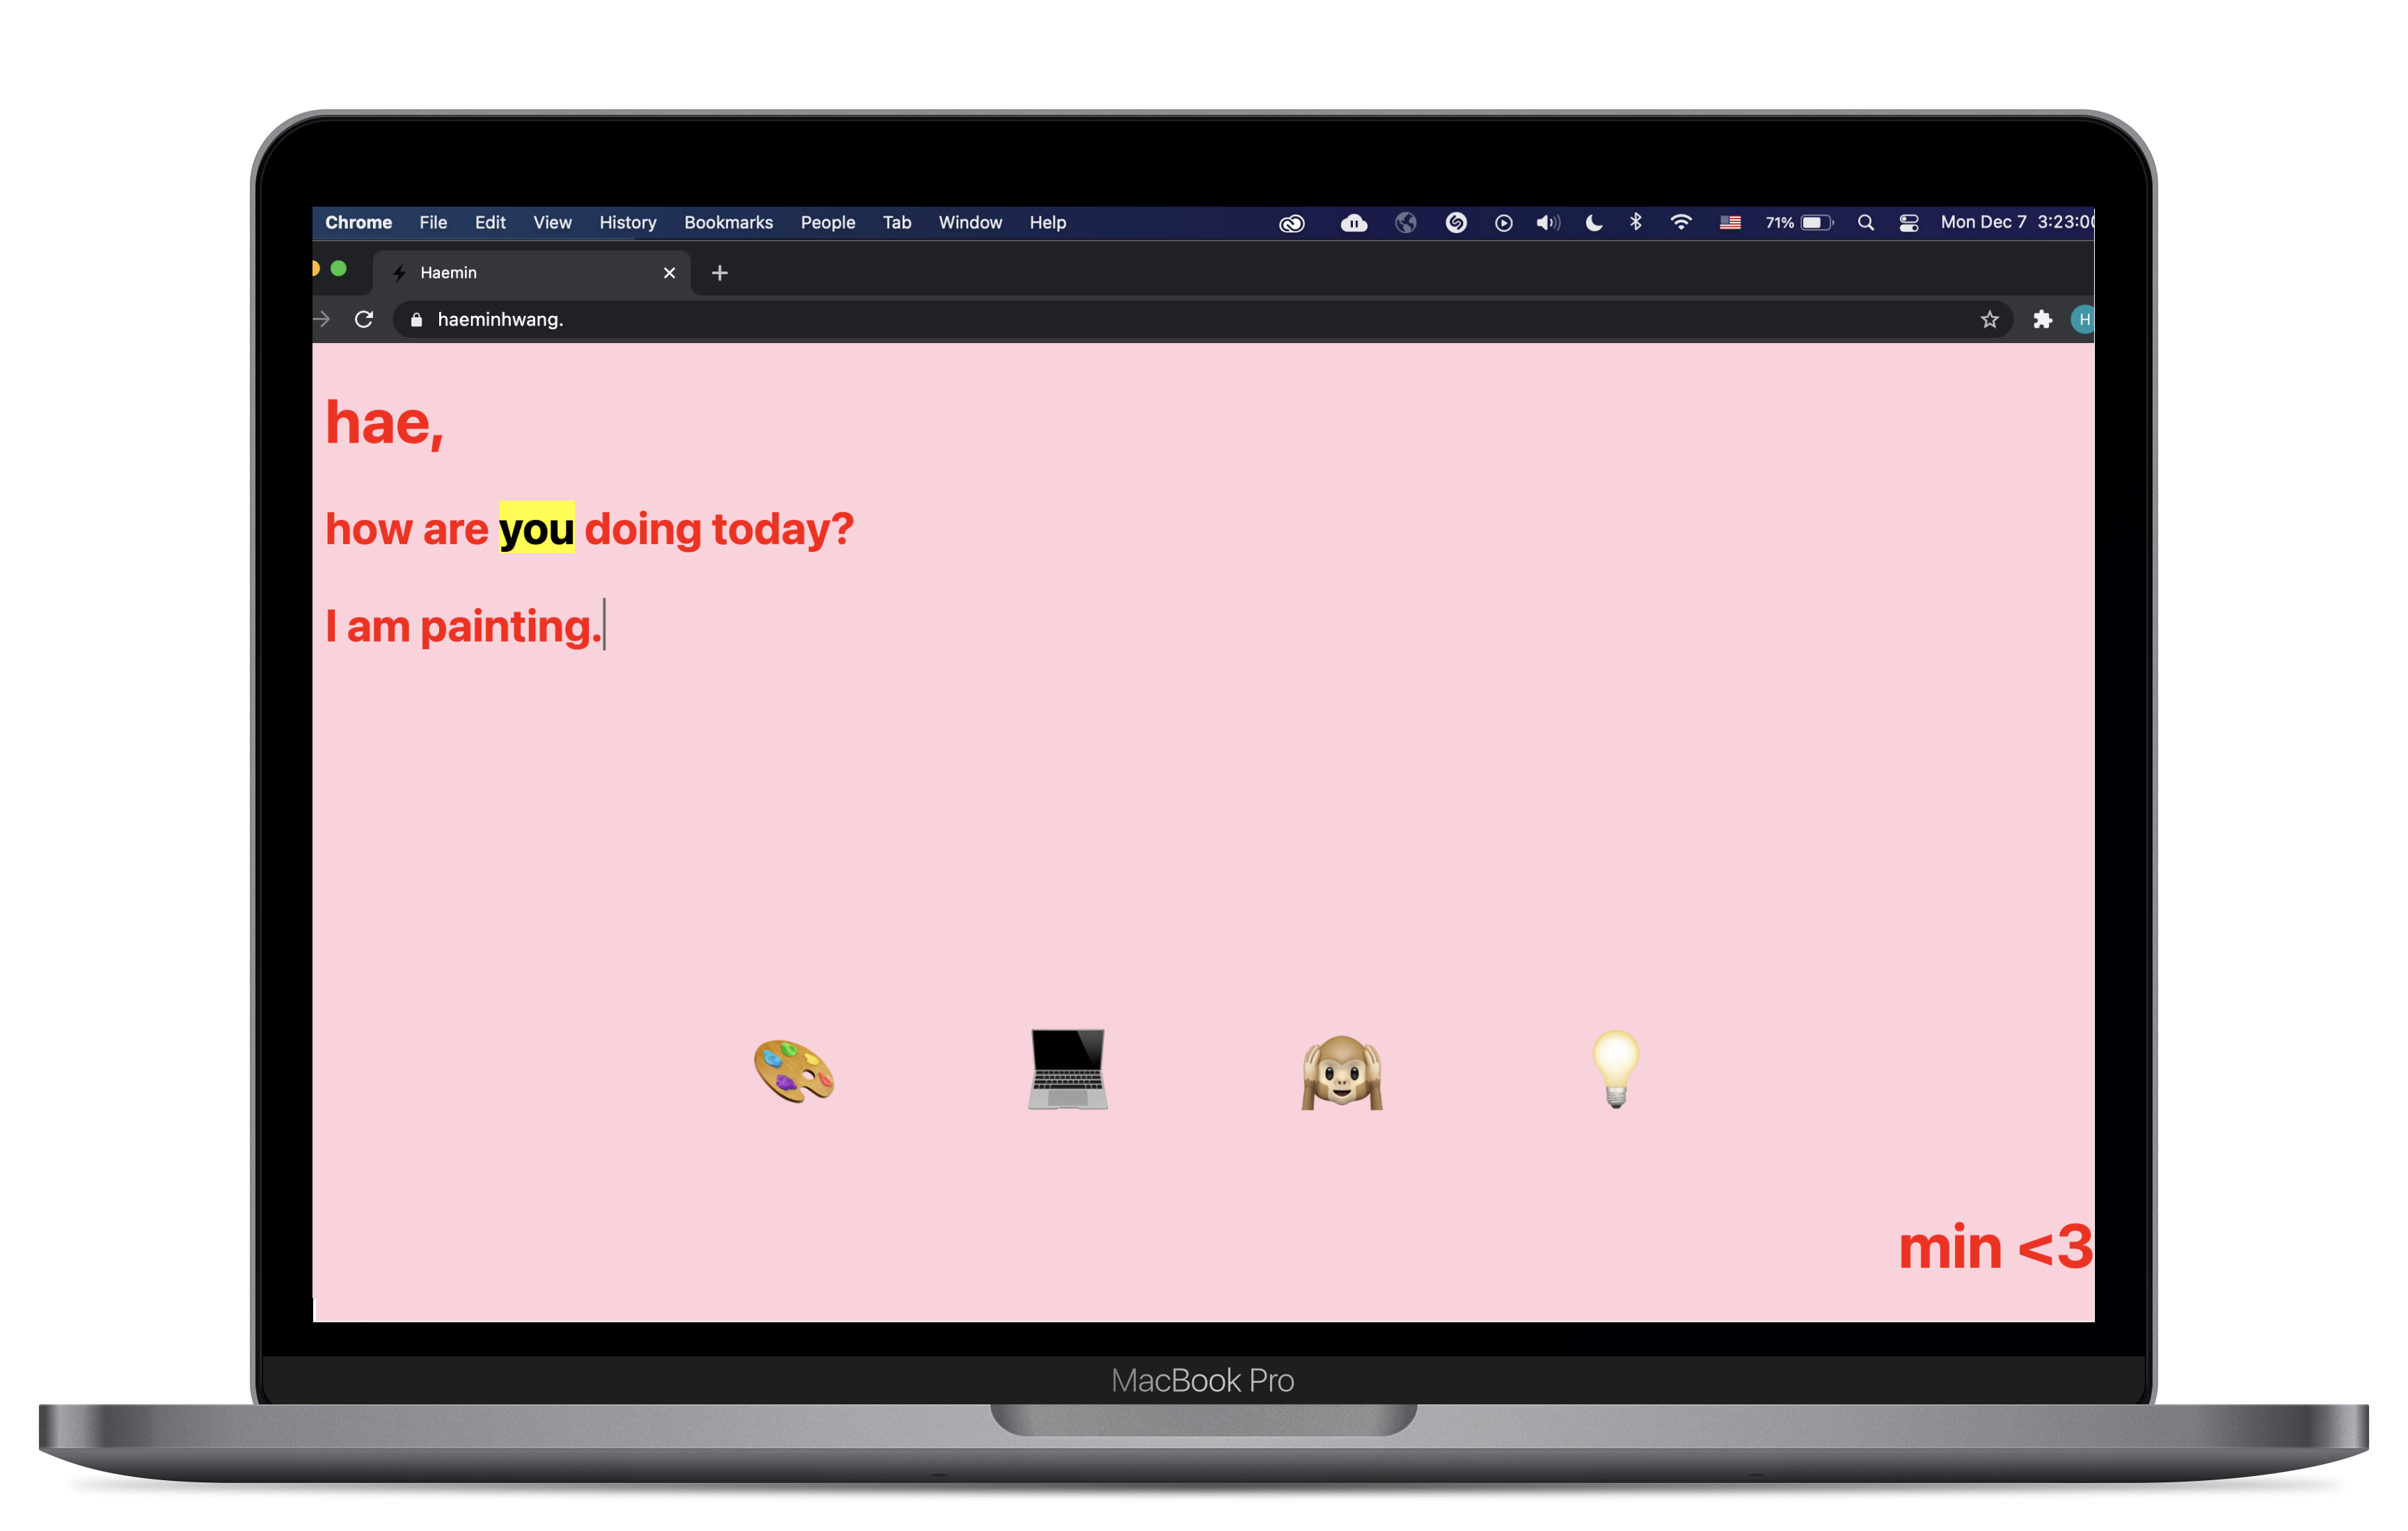 Chrome File Edit View History Bookmarks People Tab Window Help 71% Mon Dec 7 3:23:00
Haemin
haeminhwang. H
hae,
how are you doing today?
I am painting.
min <3
MacBook Pro